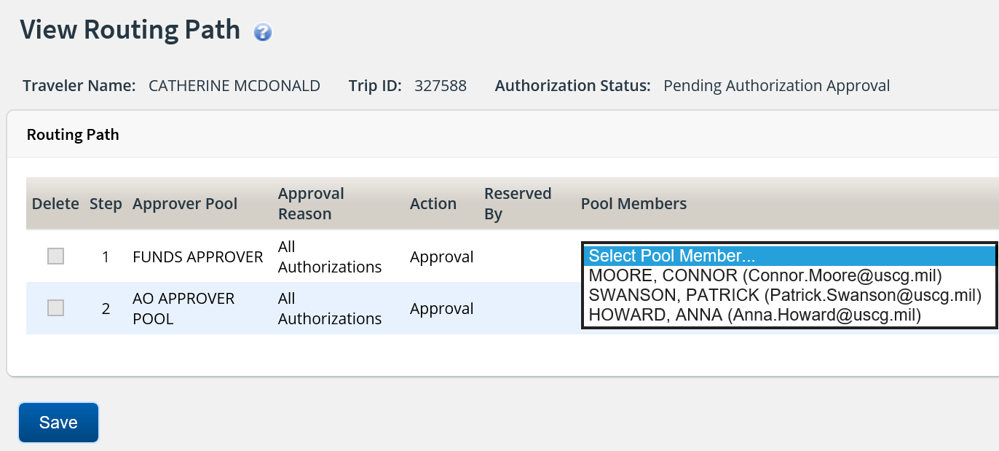 View Routing Path ?
Traveler Name: CATHERINE MCDONALD Trip ID: 327588 Authorization Status: Pending Authorization Approval
Routing Path
Delete Step Approver Pool Approval Reason Action Reserved By Pool Members
1 FUNDS APPROVER All Authorizations Approval
Select Pool Member...
MOORE, CONNOR (Connor.Moore@uscg.mil)
SWANSON, PATRICK (Patrick.Swanson@uscg.mil)
HOWARD, ANNA (Anna.Howard@uscg.mil)
2 AO APPROVER POOL All Authorizations Approval
Save